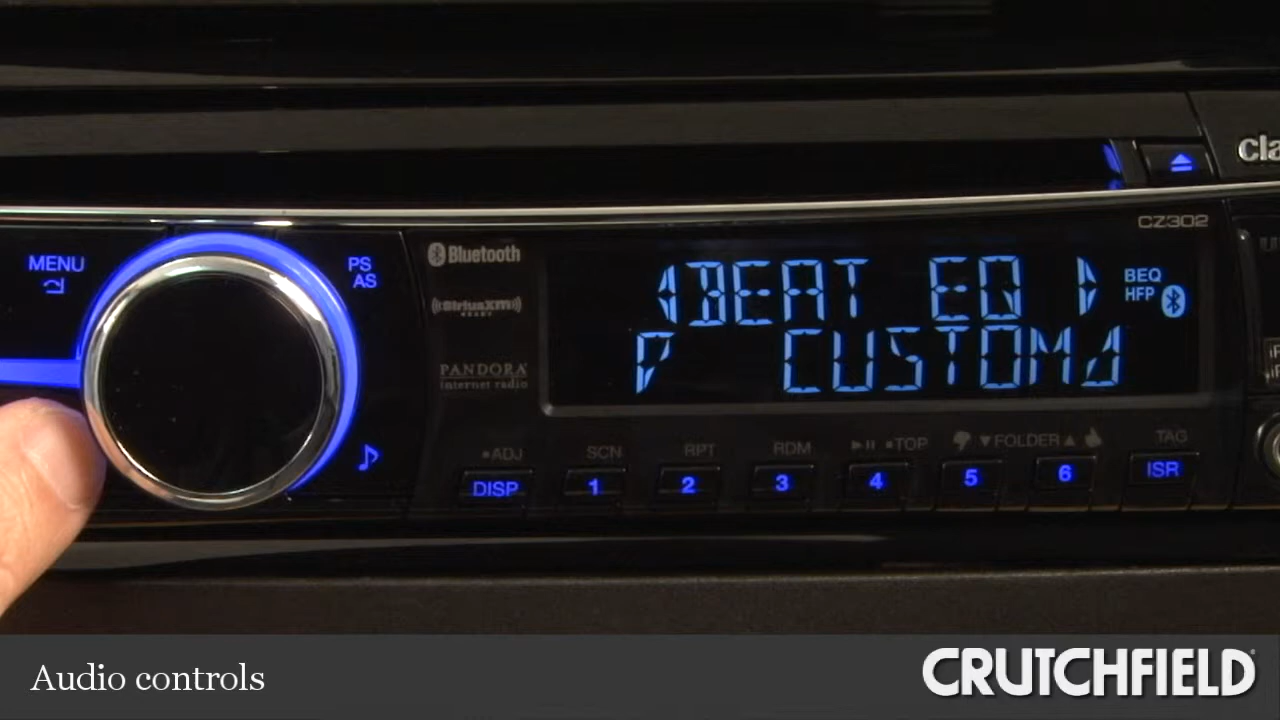 cla
CZ302
MENU
PS
AS
Bluetooth
((SiriusXM))
READY
PANDORA
internet radio
BEAT EQ
CUSTOM
BEQ
HFP
ADJ
SCN
RPT
RDM
TOP
FOLDER
TAG
DISP
1
2
3
4
5
6
ISR
Audio controls
CRUTCHFIELD